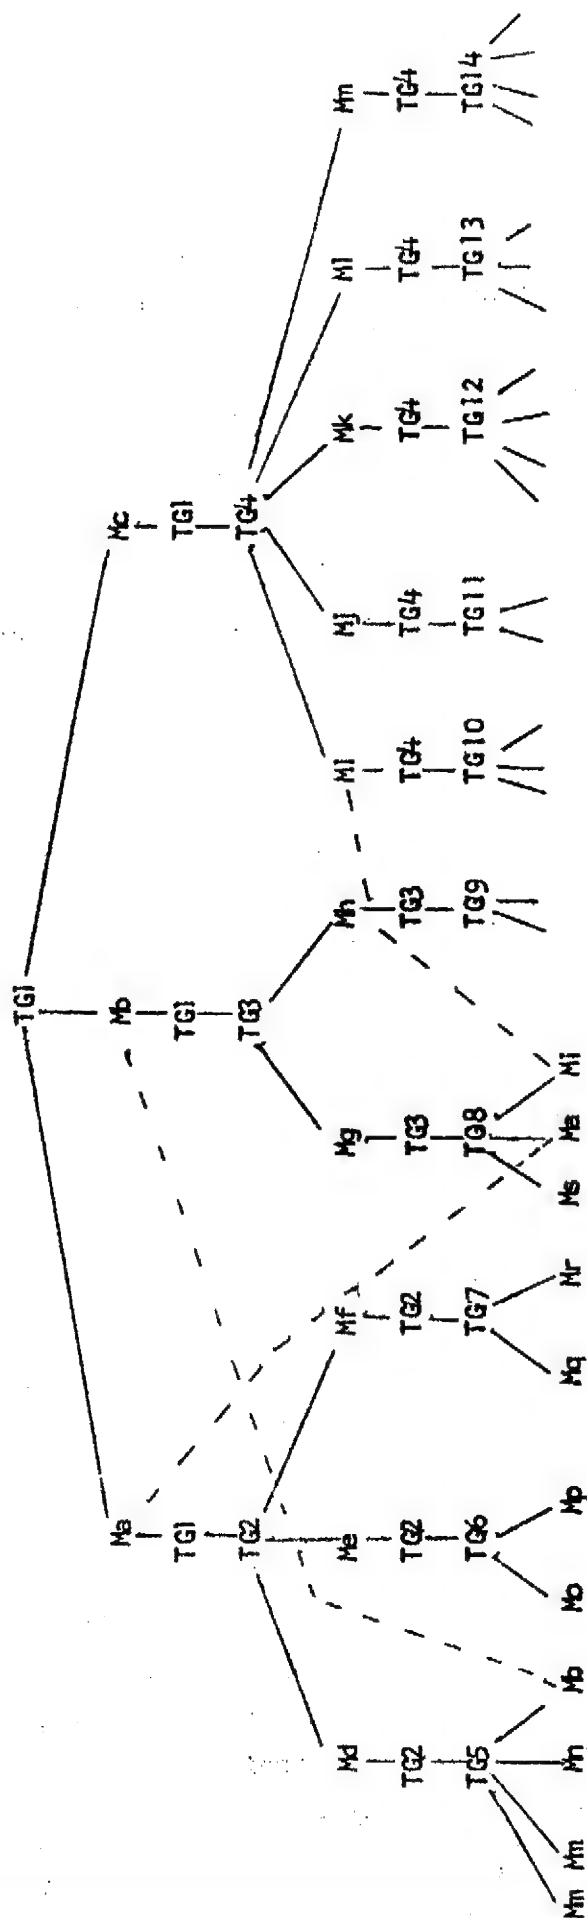 TG1
Ma Mb Mc
TG1 TG1 TG1
TG2 TG3 TG4
Md Me Mf Mg Mh Mi Mj Mk Ml Mm
TG2 TG2 TG2 TG3 TG3 TG4 TG4 TG4 TG4 TG4
TG5 TG6 TG7 TG8 TG9 TG10 TG11 TG12 TG13 TG14
Mm Mm Mn Mb Mo Mp Mq Mr Ms Ma Mi